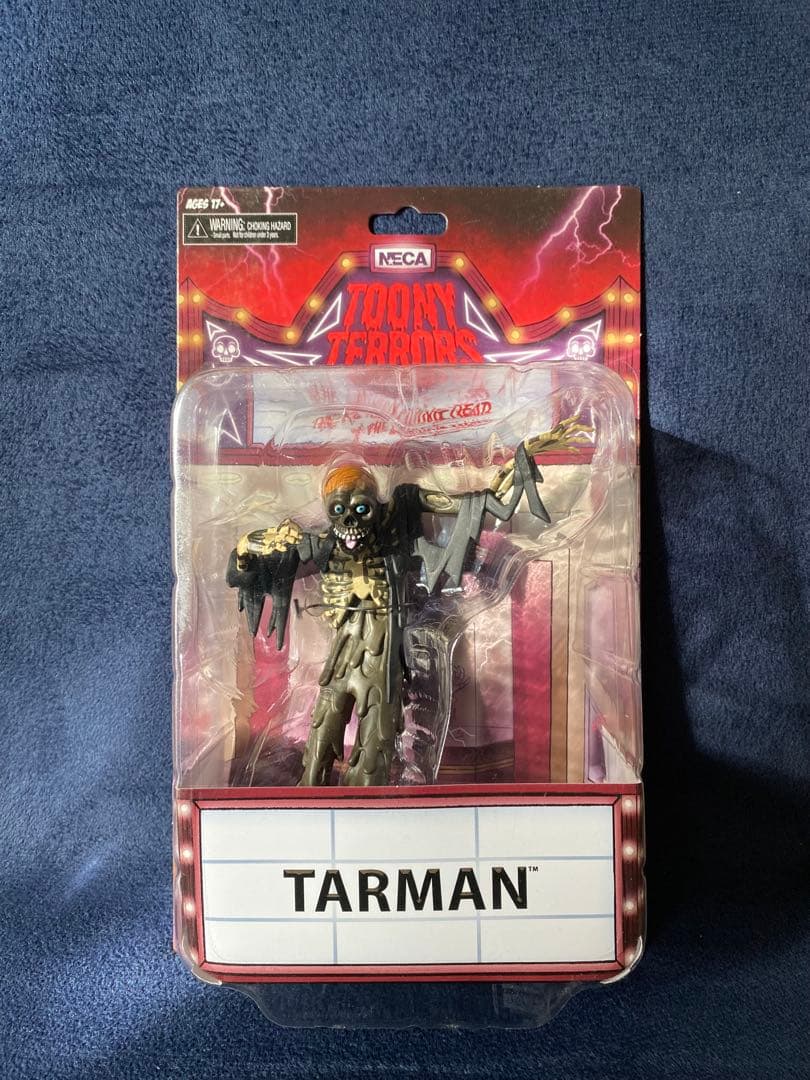 AGES 17+
WARNING: CHOKING HAZARD
-Small parts. Not for children under 3 years.
NECA
TOONY
TERRORS
TARMAN™